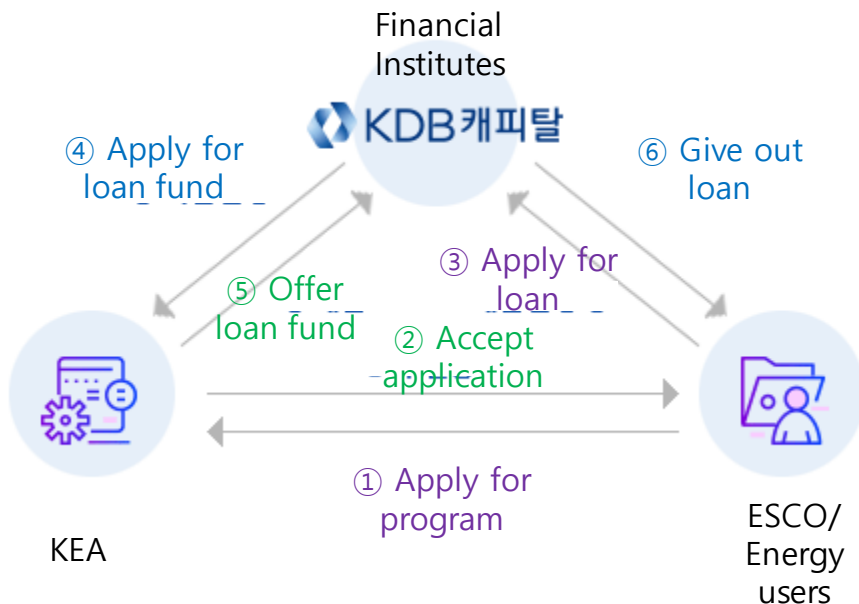 Financial
Institutes
KDB캐피탈
④ Apply for
loan fund
⑥ Give out
loan
③ Apply for
loan
⑤ Offer
loan fund
② Accept
application
① Apply for
program
KEA
ESCO/
Energy
users